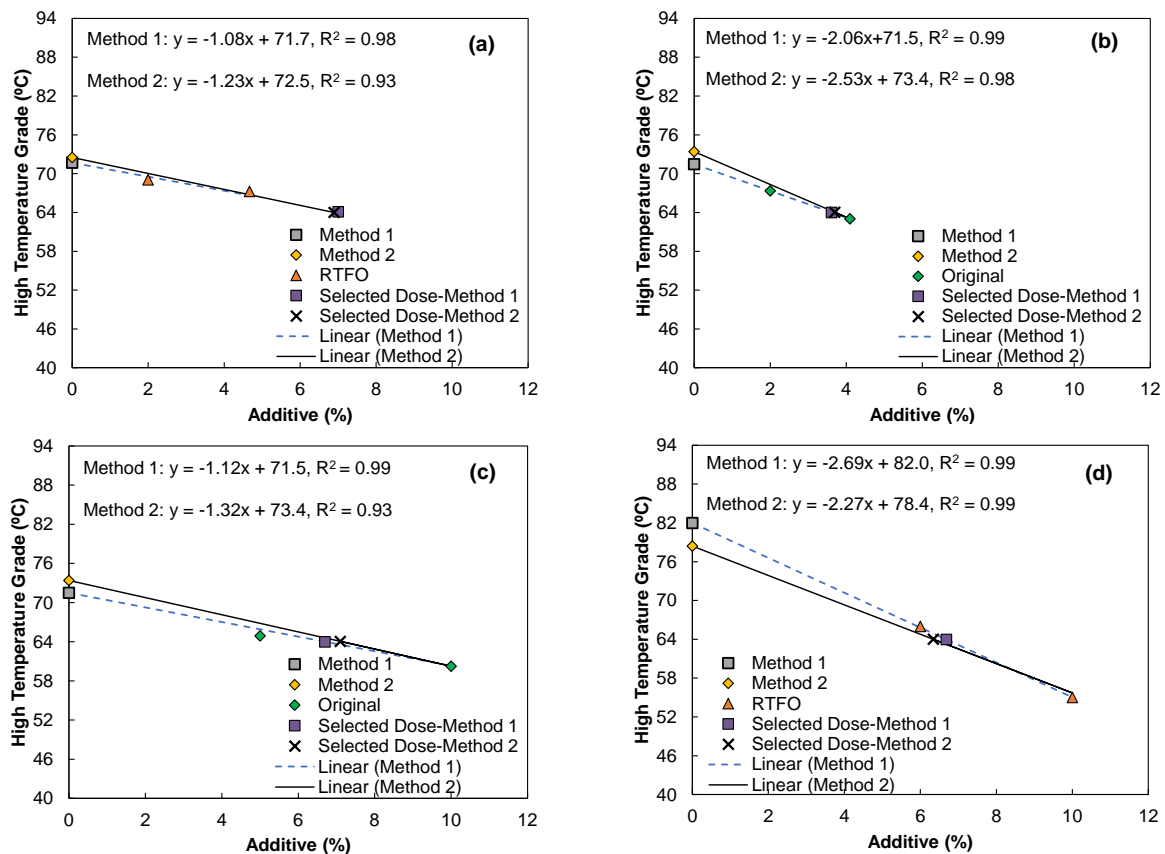 94
88
82
76
70
64
58
52
46
40
High Temperature Grade (ºC)
Method 1: y = -1.08x + 71.7, R² = 0.98
(a)
Method 2: y = -1.23x + 72.5, R² = 0.93
Method 1
Method 2
RTFO
Selected Dose-Method 1
Selected Dose-Method 2
Linear (Method 1)
Linear (Method 2)
0 2 4 6 8 10 12
Additive (%)
94
88
82
76
70
64
58
52
46
40
High Temperature Grade (ºC)
Method 1: y = -2.06x+71.5, R² = 0.99
(b)
Method 2: y = -2.53x + 73.4, R² = 0.98
Method 1
Method 2
Original
Selected Dose-Method 1
Selected Dose-Method 2
Linear (Method 1)
Linear (Method 2)
0 2 4 6 8 10 12
Additive (%)
94
88
82
76
70
64
58
52
46
40
High Temperature Grade (ºC)
Method 1: y = -1.12x + 71.5, R² = 0.99
(c)
Method 2: y = -1.32x + 73.4, R² = 0.93
Method 1
Method 2
Original
Selected Dose-Method 1
Selected Dose-Method 2
Linear (Method 1)
Linear (Method 2)
0 2 4 6 8 10 12
Additive (%)
94
88
82
76
70
64
58
52
46
40
High Temperature Grade (ºC)
Method 1: y = -2.69x + 82.0, R² = 0.99
(d)
Method 2: y = -2.27x + 78.4, R² = 0.99
Method 1
Method 2
RTFO
Selected Dose-Method 1
Selected Dose-Method 2
Linear (Method 1)
Linear (Method 2)
0 2 4 6 8 10 12
Additive (%)